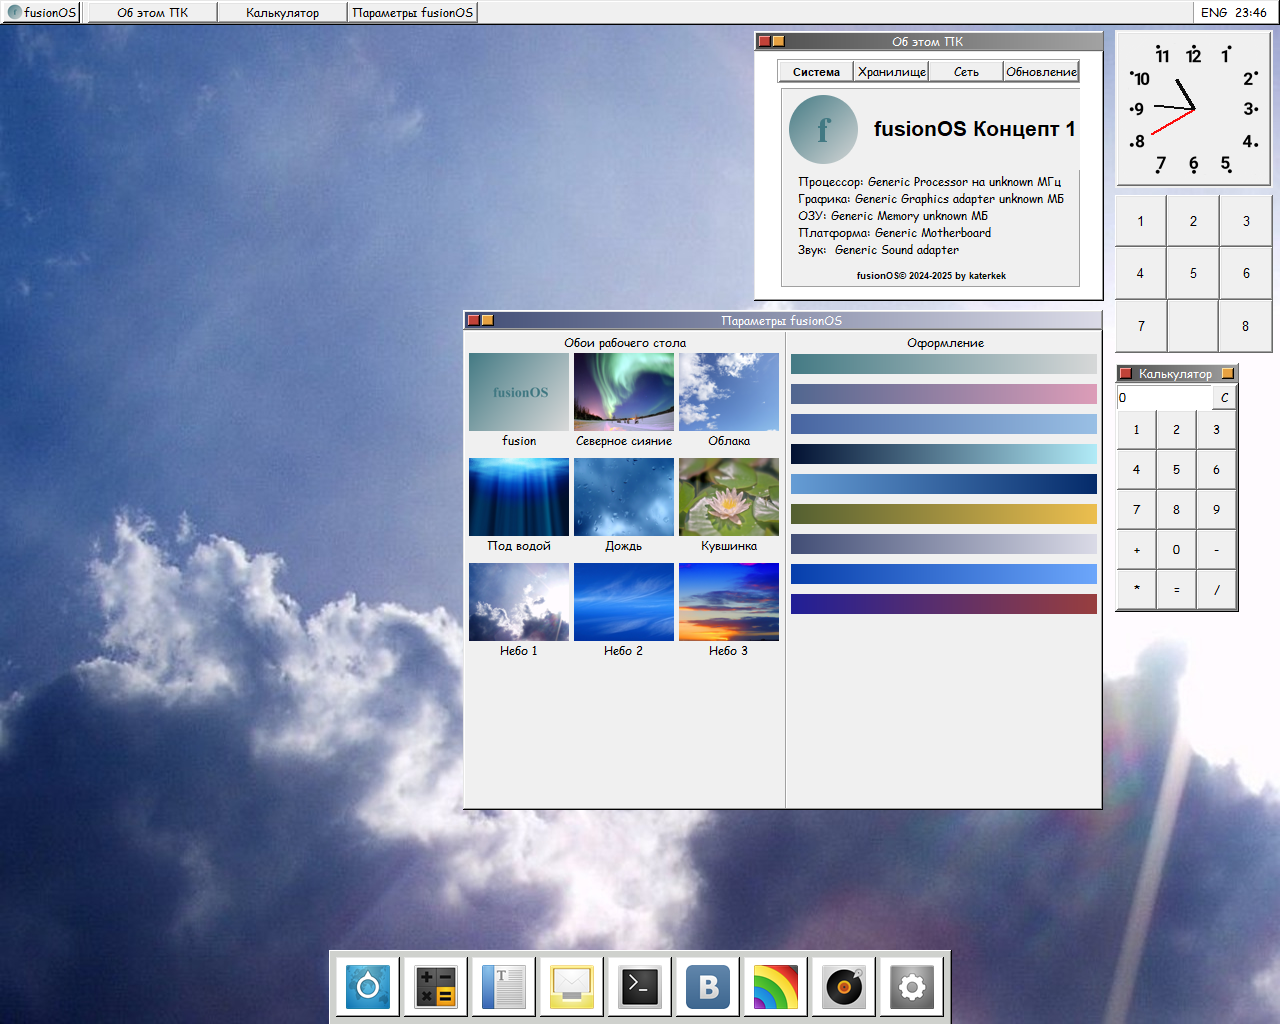 fusionOS Об этом ПК Калькулятор Параметры fusionOS ENG 23:46
Об этом ПК
Система Хранилище Сеть Обновление
f fusionOS Концепт 1
Процессор: Generic Processor на unknown МГц
Графика: Generic Graphics adapter unknown МБ
ОЗУ: Generic Memory unknown МБ
Платформа: Generic Motherboard
Звук: Generic Sound adapter
fusionOS© 2024-2025 by katerkek
11 12 1
10 2
9 3
8 4
7 6 5
1 2 3
4 5 6
7 8
Параметры fusionOS
Обои рабочего стола
fusionOS
fusion Северное сияние Облака
Под водой Дождь Кувшинка
Небо 1 Небо 2 Небо 3
Оформление
Калькулятор
0 C
1 2 3
4 5 6
7 8 9
+ 0 -
* = /
T
>_
B